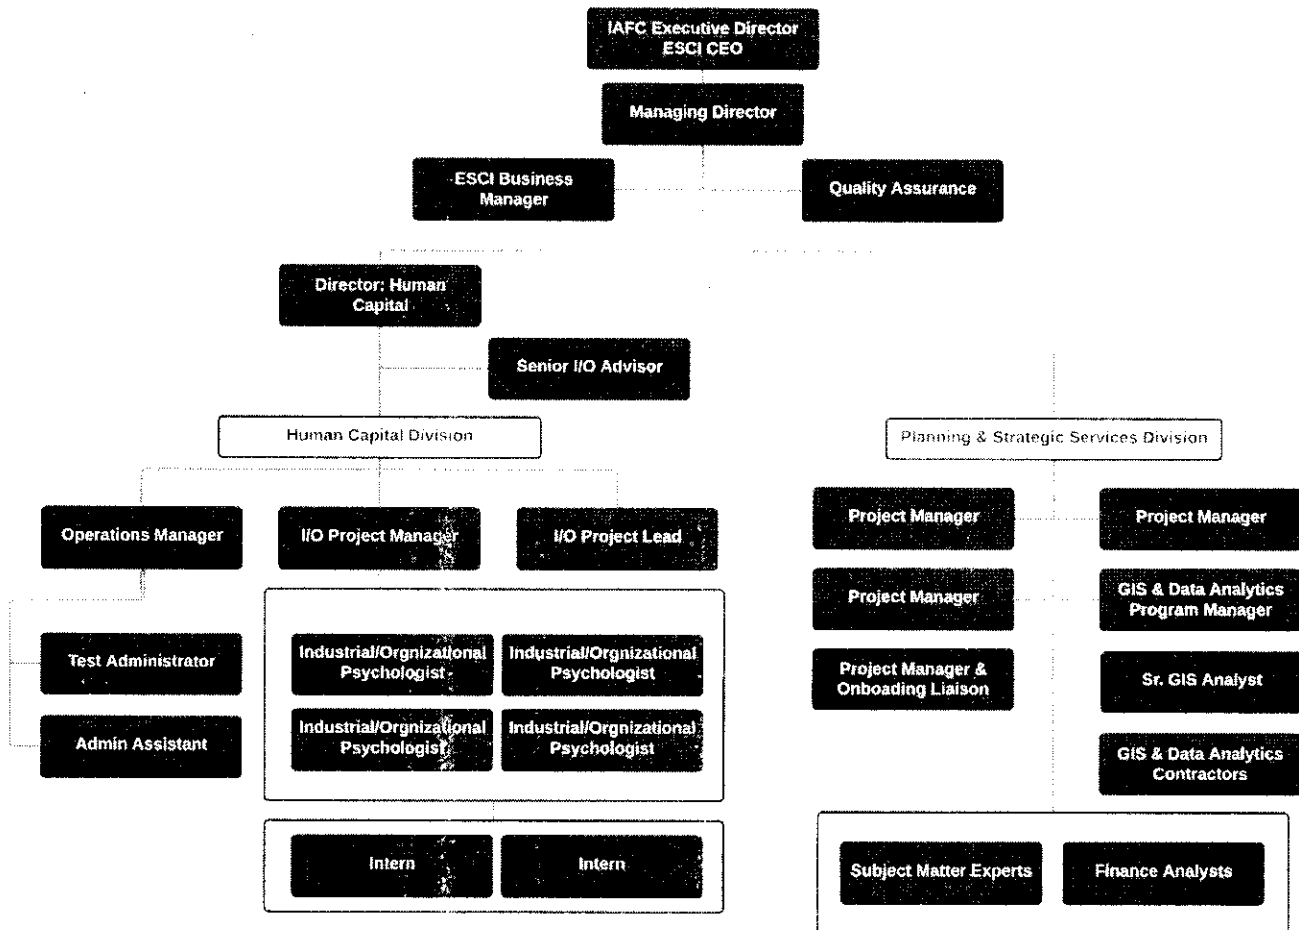 IAFC Executive Director
ESCI CEO
Managing Director
ESCI Business
Manager
Quality Assurance
Director: Human
Capital
Senior I/O Advisor
Human Capital Division
Planning & Strategic Services Division
Operations Manager
I/O Project Manager
I/O Project Lead
Project Manager
Project Manager
Project Manager
GIS & Data Analytics
Program Manager
Test Administrator
Industrial/Orgnizational
Psychologist
Industrial/Orgnizational
Psychologist
Project Manager &
Onboading Liaison
Sr. GIS Analyst
Admin Assistant
Industrial/Orgnizational
Psychologist
Industrial/Orgnizational
Psychologist
GIS & Data Analytics
Contractors
Intern
Intern
Subject Matter Experts
Finance Analysts